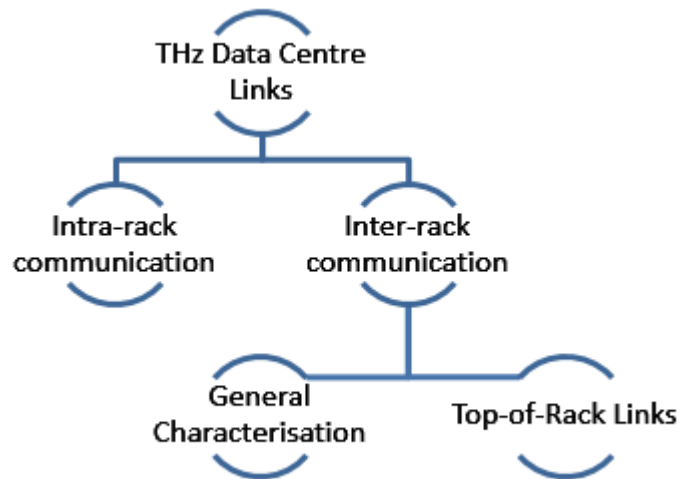 THz Data Centre
Links
Intra-rack
communication
Inter-rack
communication
General
Characterisation
Top-of-Rack Links